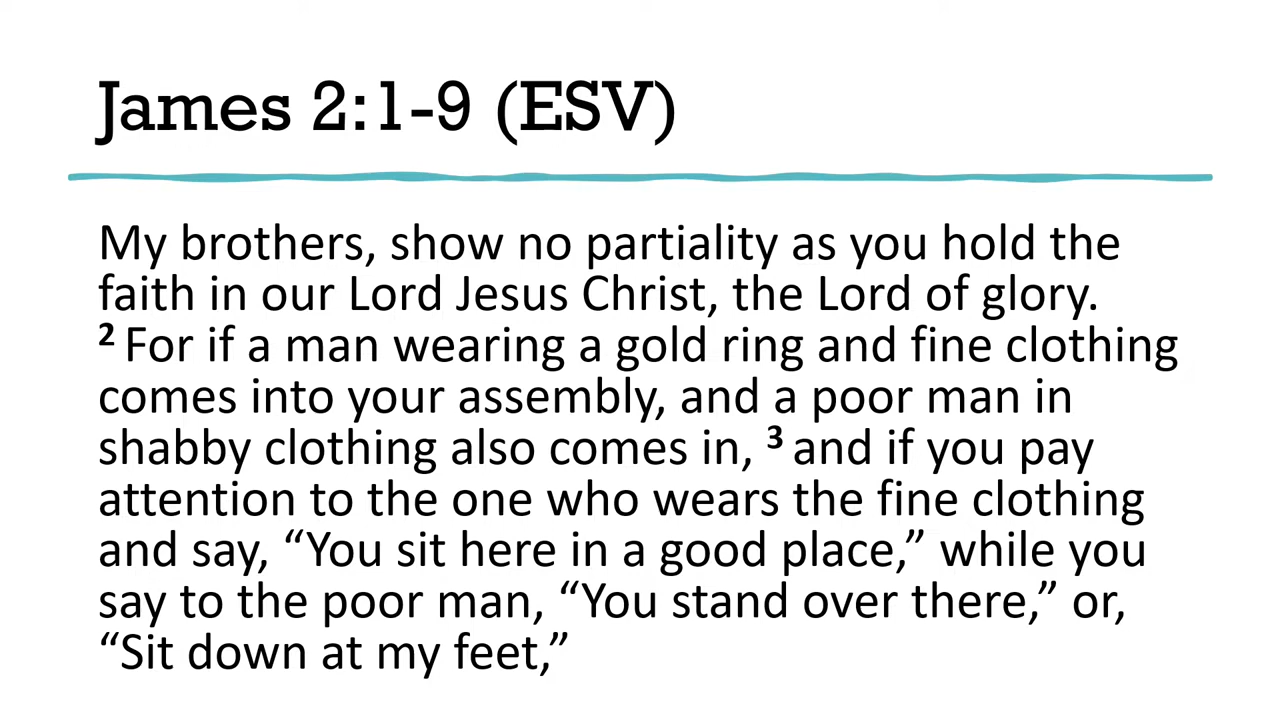 James 2:1-9 (ESV)
My brothers, show no partiality as you hold the
faith in our Lord Jesus Christ, the Lord of glory.
² For if a man wearing a gold ring and fine clothing
comes into your assembly, and a poor man in
shabby clothing also comes in, ³ and if you pay
attention to the one who wears the fine clothing
and say, “You sit here in a good place,” while you
say to the poor man, “You stand over there,” or,
“Sit down at my feet,”